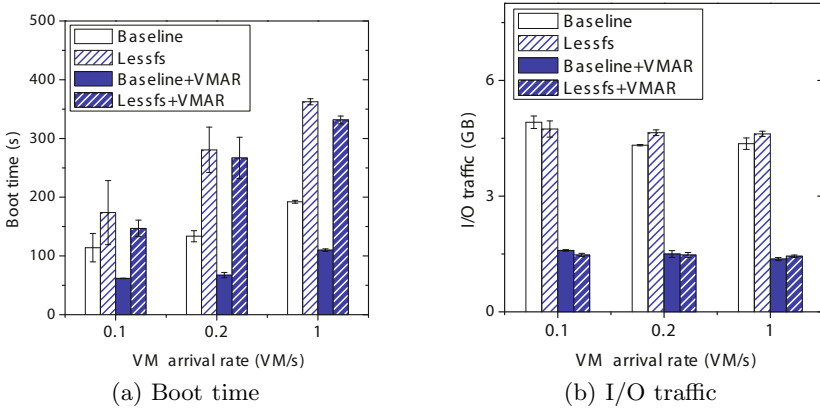 500
400
300
200
100
0
Boot time (s)
Baseline
Lessfs
Baseline+VMAR
Lessfs+VMAR
0.1 0.2 1
VM arrival rate (VM/s)
(a) Boot time
6
3
0
I/O traffic (GB)
Baseline
Lessfs
Baseline+VMAR
Lessfs+VMAR
0.1 0.2 1
VM arrival rate (VM/s)
(b) I/O traffic